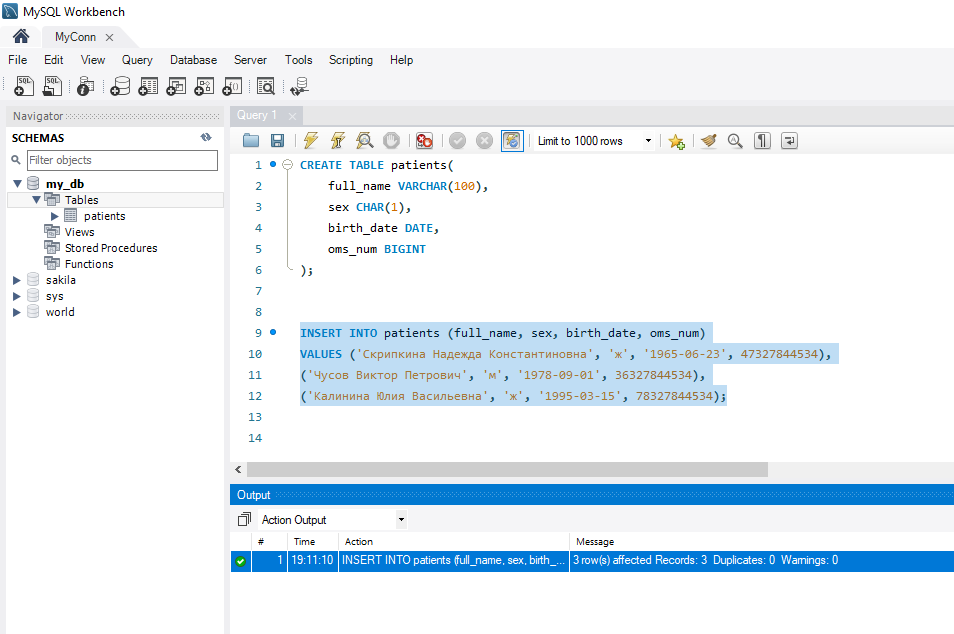 MySQL Workbench
MyConn
File Edit View Query Database Server Tools Scripting Help
Navigator
SCHEMAS
Filter objects
my_db
Tables
patients
Views
Stored Procedures
Functions
sakila
sys
world
Query 1
Limit to 1000 rows
1 CREATE TABLE patients(
2 full_name VARCHAR(100),
3 sex CHAR(1),
4 birth_date DATE,
5 oms_num BIGINT
6 );
7
8
9 INSERT INTO patients (full_name, sex, birth_date, oms_num)
10 VALUES ('Скрипкина Надежда Константиновна', 'ж', '1965-06-23', 47327844534),
11 ('Чусов Виктор Петрович', 'м', '1978-09-01', 36327844534),
12 ('Калинина Юлия Васильевна', 'ж', '1995-03-15', 78327844534);
13
14
Output
Action Output
# Time Action Message
1 19:11:10 INSERT INTO patients (full_name, sex, birth_... 3 row(s) affected Records: 3 Duplicates: 0 Warnings: 0